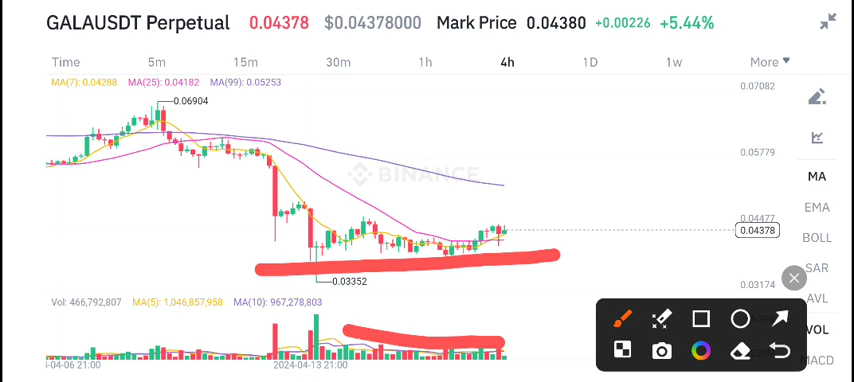 GALAUSDT Perpetual 0.04378 $0.04378000 Mark Price 0.04380 +0.00226 +5.44%
Time 5m 15m 30m 1h 4h 1D 1w More
MA(7): 0.04288 MA(25): 0.04182 MA(99): 0.05253
0.07082
0.06904
0.05779
BINANCE
MA
EMA
0.04477
0.04378
BOLL
SAR
0.03352
0.03174
AVL
Vol: 466,792,807 MA(5): 1,046,857,958 MA(10): 967,278,803
VOL
MACD
2024-04-13 21:00